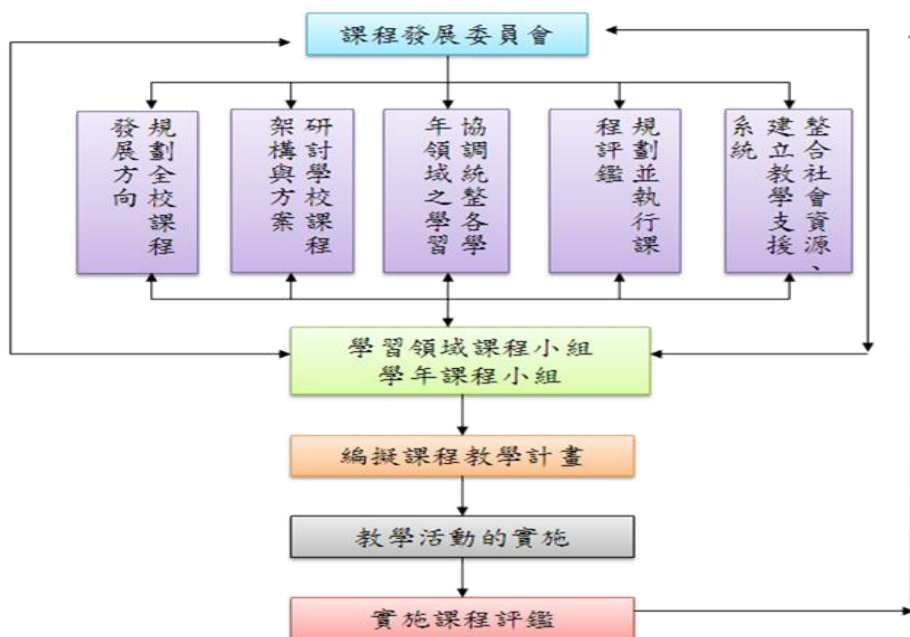 課程發展委員會
規劃全校課程
發展方向
研討學校課程
架構與方案
協調統整各學
年領域之學習
規劃並執行課
程評鑑
整合社會資源、
建立教學支援
系統
學習領域課程小組
學年課程小組
編擬課程教學計畫
教學活動的實施
實施課程評鑑